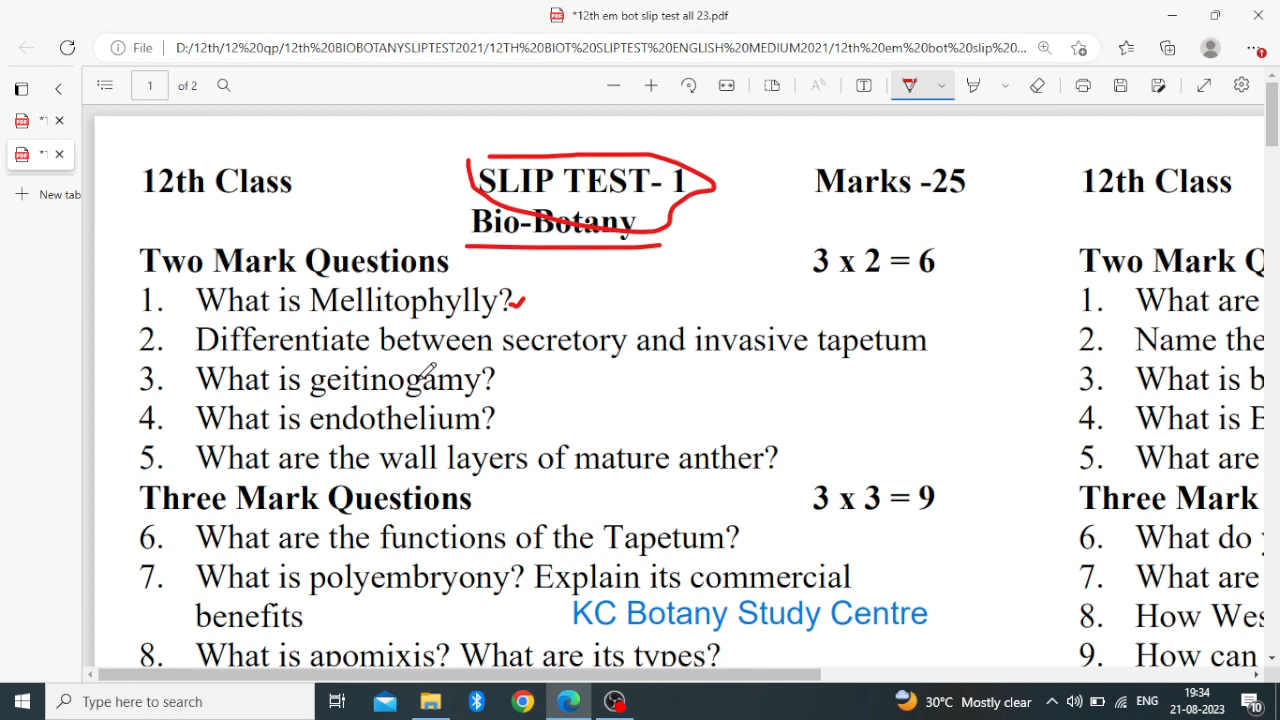 *12th em bot slip test all 23.pdf
File D:/12th/12%20qp/12th%20BIOBOTANYSLIPTEST2021/12TH%20BIOT%20SLIPTEST%20ENGLISH%20MEDIUM2021/12th%20em%20bot%20slip%20...
1 of 2
New tab
12th Class SLIP TEST- 1 Marks -25 12th Class
Bio-Botany
Two Mark Questions 3 x 2 = 6 Two Mark Q
1. What is Mellitophylly? 1. What are
2. Differentiate between secretory and invasive tapetum 2. Name the
3. What is geitinogamy? 3. What is b
4. What is endothelium? 4. What is E
5. What are the wall layers of mature anther? 5. What are
Three Mark Questions 3 x 3 = 9 Three Mark
6. What are the functions of the Tapetum? 6. What do
7. What is polyembryony? Explain its commercial 7. What are
benefits KC Botany Study Centre 8. How Wes
8. What is apomixis? What are its types? 9. How can
Type here to search 30°C Mostly clear ENG 19:34
21-08-2023 10